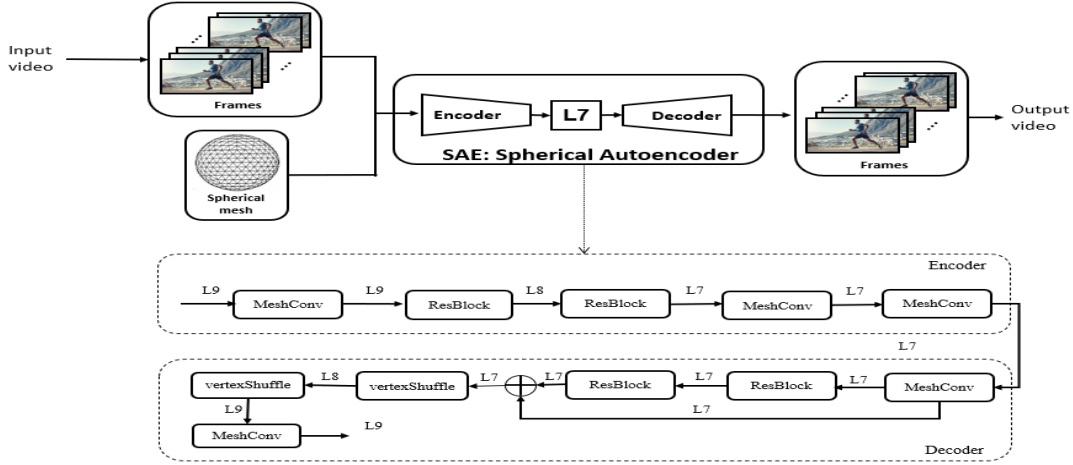 Input
video
Frames
Spherical
mesh
Encoder
L7
Decoder
SAE: Spherical Autoencoder
Frames
Output
video
Encoder
L9
MeshConv
L9
ResBlock
L8
ResBlock
L7
MeshConv
L7
MeshConv
L7
MeshConv
L7
ResBlock
L7
ResBlock
L7
L7
L7
vertexShuffle
L8
vertexShuffle
L9
MeshConv
L9
Decoder